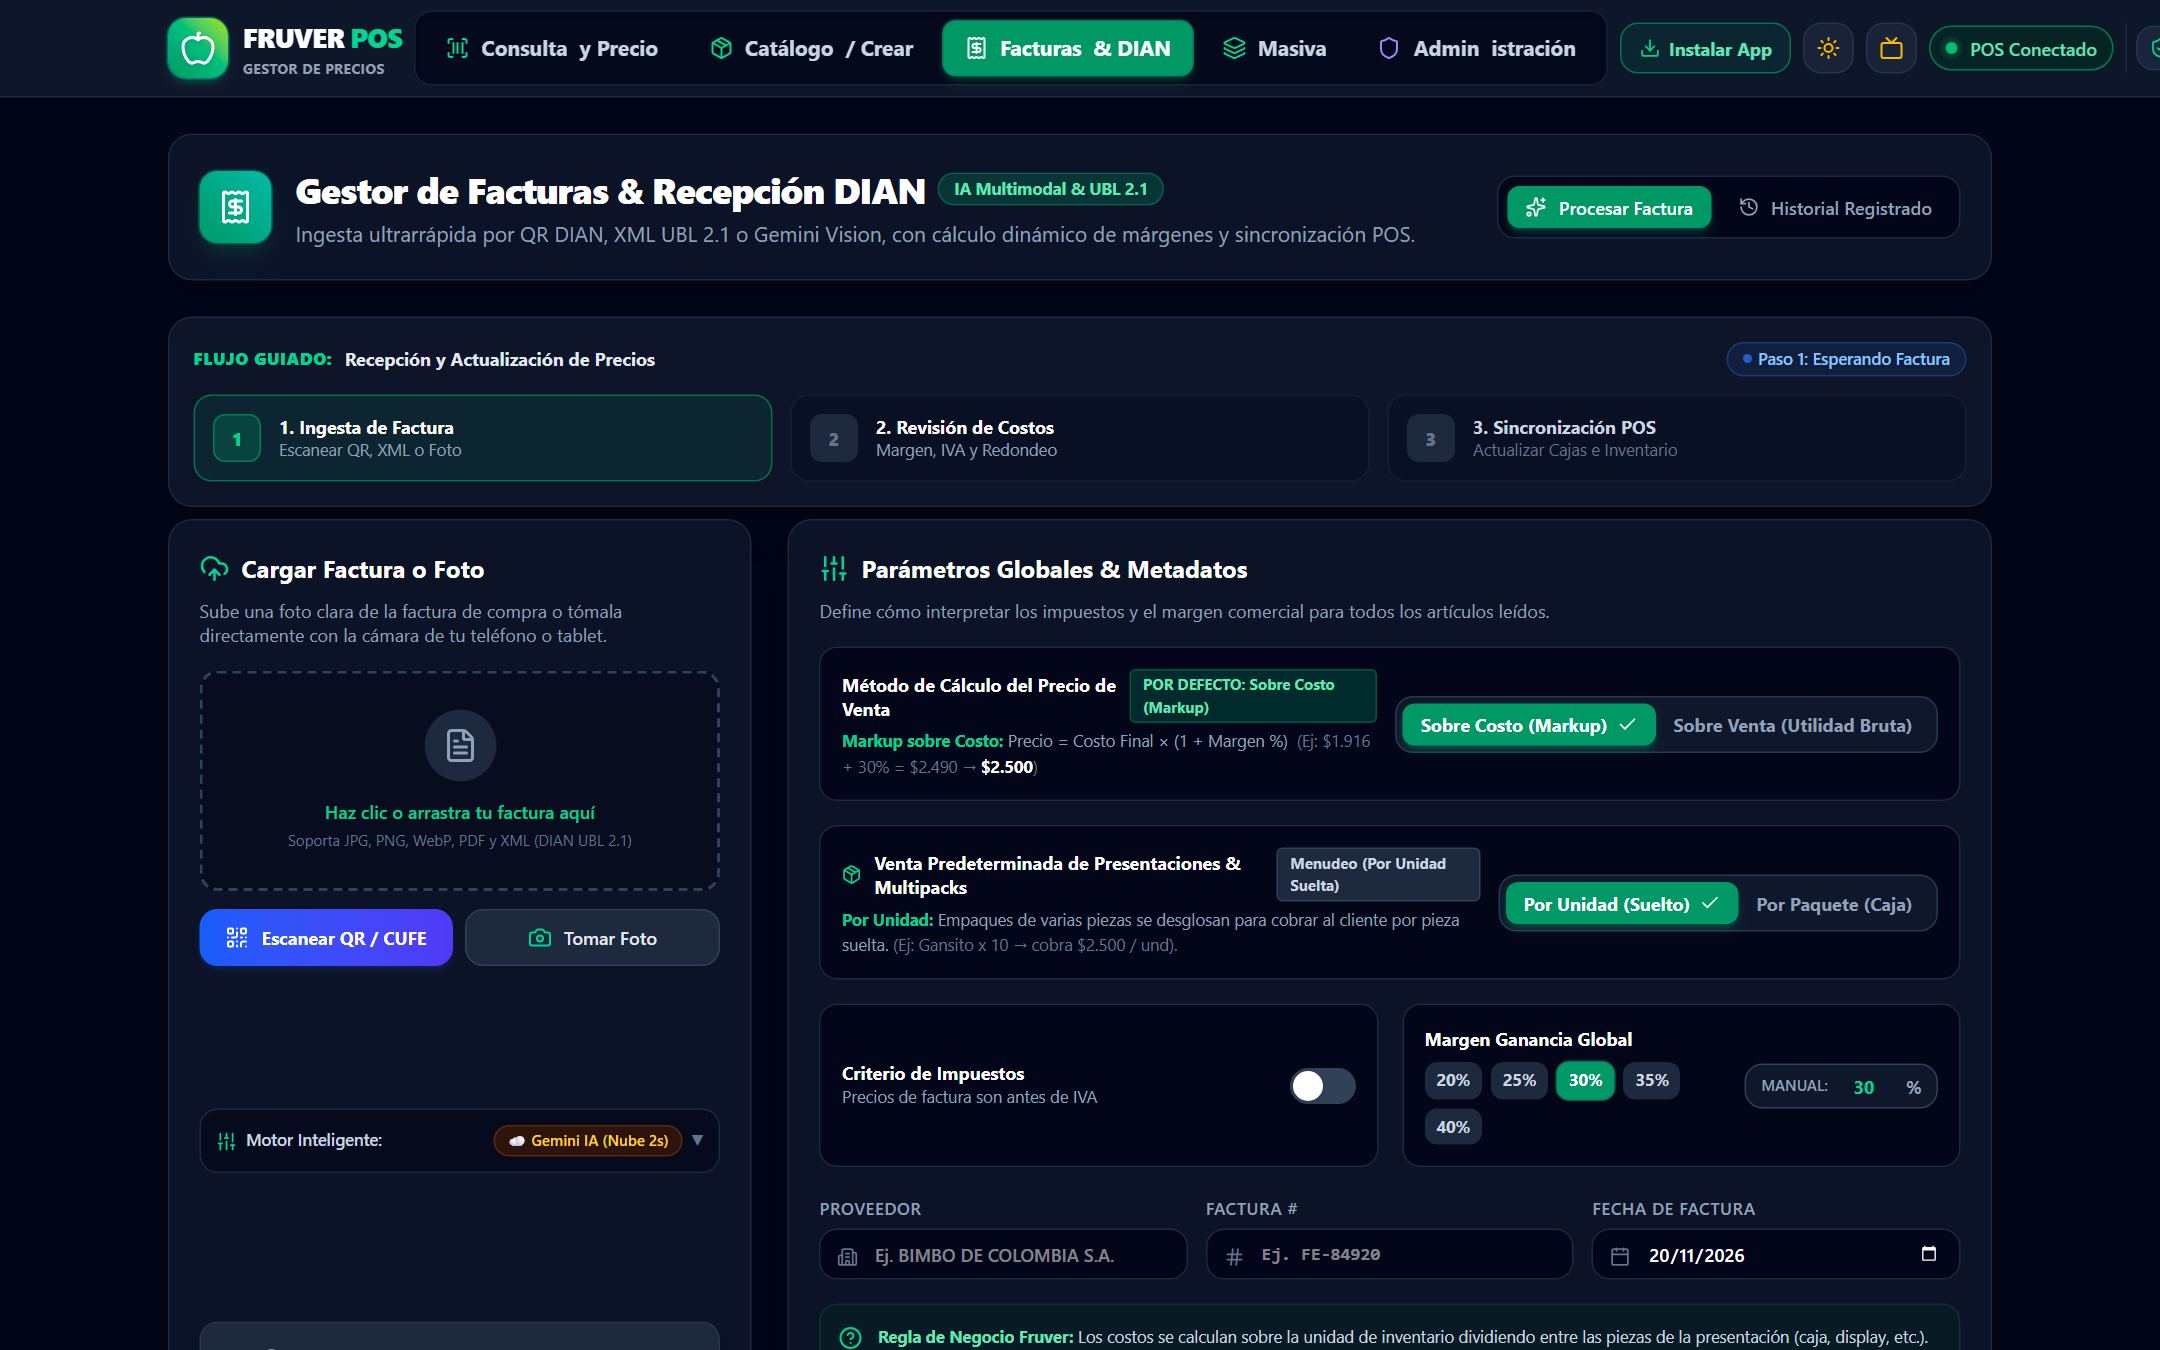 FRUVER POS
GESTOR DE PRECIOS
Consulta y Precio
Catálogo / Crear
Facturas & DIAN
Masiva
Admin istración
Instalar App
POS Conectado
Gestor de Facturas & Recepción DIAN
IA Multimodal & UBL 2.1
Ingesta ultrarrápida por QR DIAN, XML UBL 2.1 o Gemini Vision, con cálculo dinámico de márgenes y sincronización POS.
Procesar Factura
Historial Registrado
FLUJO GUIADO: Recepción y Actualización de Precios
Paso 1: Esperando Factura
1
1. Ingesta de Factura
Escanear QR, XML o Foto
2
2. Revisión de Costos
Margen, IVA y Redondeo
3
3. Sincronización POS
Actualizar Cajas e Inventario
Cargar Factura o Foto
Sube una foto clara de la factura de compra o tómala
directamente con la cámara de tu teléfono o tablet.
Haz clic o arrastra tu factura aquí
Soporta JPG, PNG, WebP, PDF y XML (DIAN UBL 2.1)
Escanear QR / CUFE
Tomar Foto
Motor Inteligente:
Gemini IA (Nube 2s)
Parámetros Globales & Metadatos
Define cómo interpretar los impuestos y el margen comercial para todos los artículos leídos.
Método de Cálculo del Precio de
Venta
POR DEFECTO: Sobre Costo
(Markup)
Markup sobre Costo: Precio = Costo Final × (1 + Margen %) (Ej: $1.916
+ 30% = $2.490 → $2.500)
Sobre Costo (Markup)
Sobre Venta (Utilidad Bruta)
Venta Predeterminada de Presentaciones &
Multipacks
Menudeo (Por Unidad
Suelta)
Por Unidad: Empaques de varias piezas se desglosan para cobrar al cliente por pieza
suelta. (Ej: Gansito x 10 → cobra $2.500 / und).
Por Unidad (Suelto)
Por Paquete (Caja)
Criterio de Impuestos
Precios de factura son antes de IVA
Margen Ganancia Global
20%
25%
30%
35%
40%
MANUAL: 30 %
PROVEEDOR
Ej. BIMBO DE COLOMBIA S.A.
FACTURA #
Ej. FE-84920
FECHA DE FACTURA
20/11/2026
Regla de Negocio Fruver: Los costos se calculan sobre la unidad de inventario dividiendo entre las piezas de la presentación (caja, display, etc.).